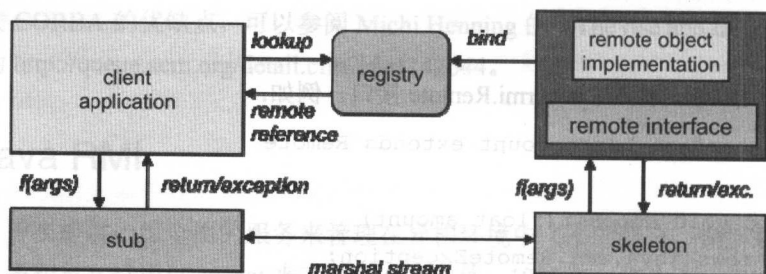 lookup
bind
client
application
registry
remote object
implementation
remote
reference
remote interface
f(args)
return/exception
f(args)
return/exc.
stub
skeleton
marshal stream